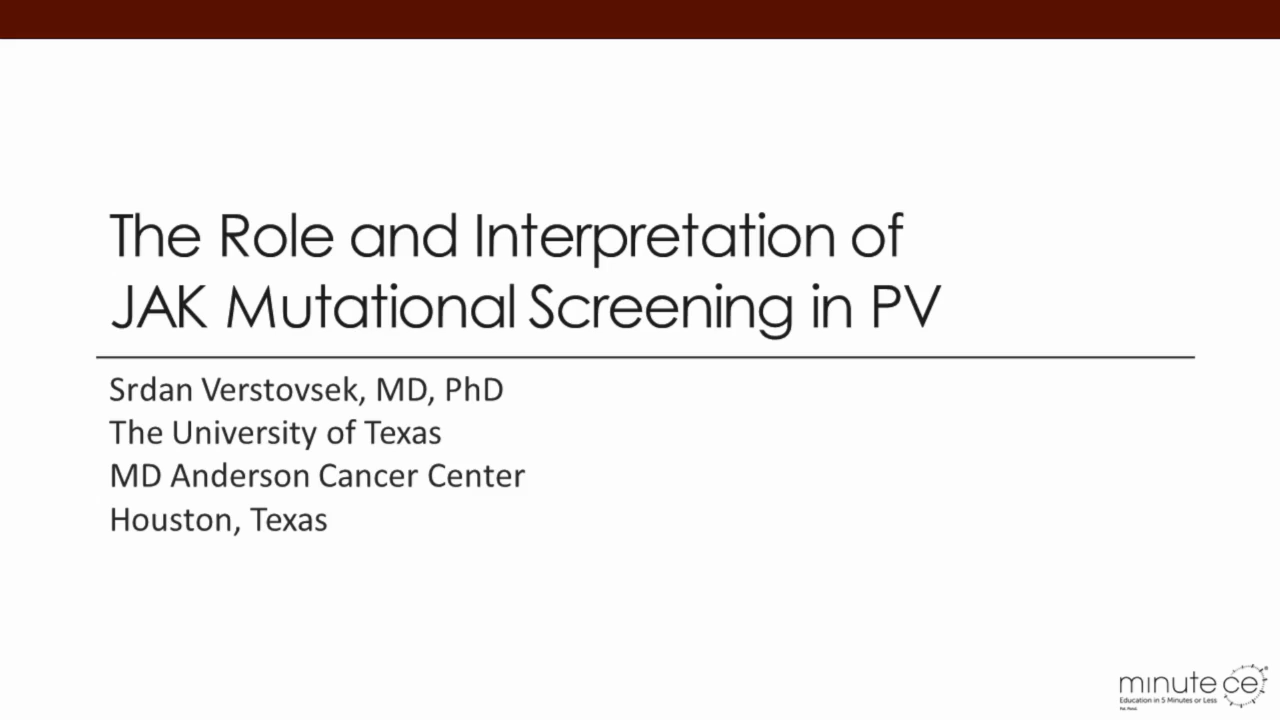 The Role and Interpretation of
JAK Mutational Screening in PV
Srdan Verstovsek, MD, PhD
The University of Texas
MD Anderson Cancer Center
Houston, Texas
minute ce
Education in 5 Minutes or Less